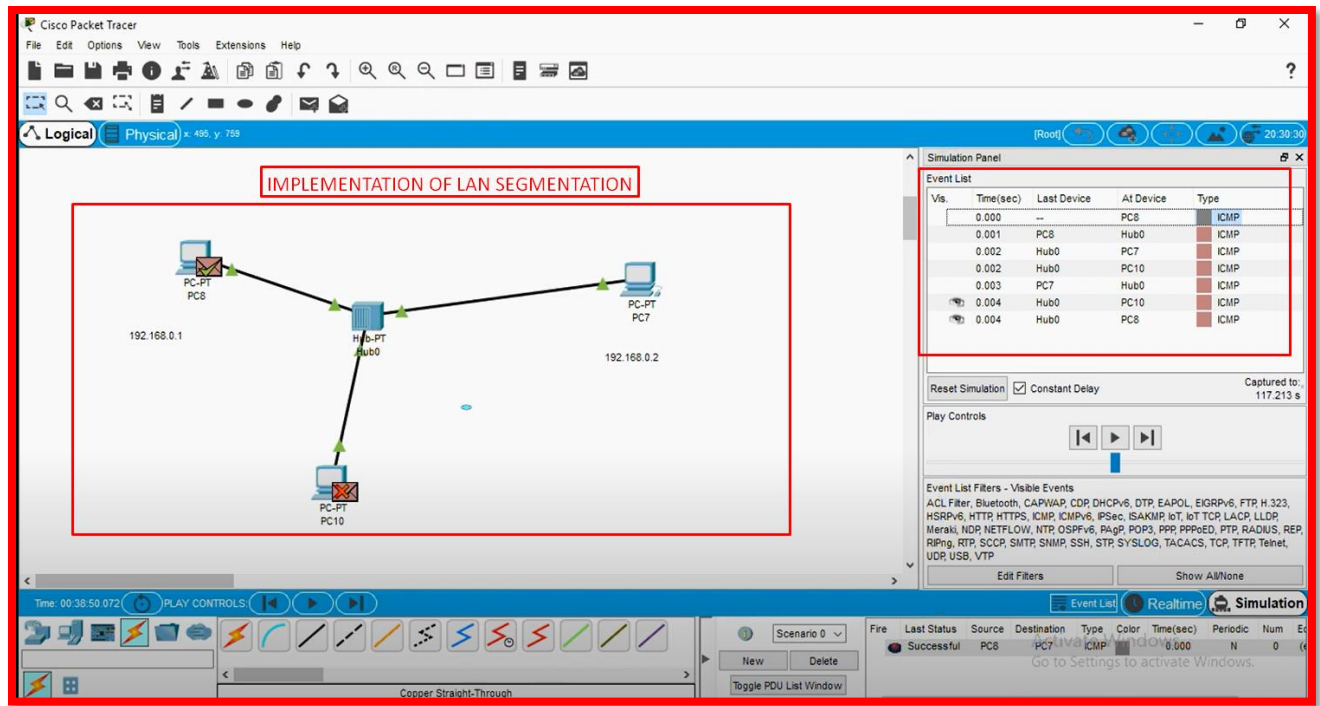 Cisco Packet Tracer
File Edit Options View Tools Extensions Help
?
Logical Physical x: 495, y: 759 [Root] 20:30:30
IMPLEMENTATION OF LAN SEGMENTATION
PC-PT
PC8
192.168.0.1
Hub-PT
Hub0
PC-PT
PC7
192.168.0.2
PC-PT
PC10
Simulation Panel
Event List
Vis. Time(sec) Last Device At Device Type
0.000 -- PC8 ICMP
0.001 PC8 Hub0 ICMP
0.002 Hub0 PC7 ICMP
0.002 Hub0 PC10 ICMP
0.003 PC7 Hub0 ICMP
0.004 Hub0 PC10 ICMP
0.004 Hub0 PC8 ICMP
Reset Simulation Constant Delay Captured to:
117.213 s
Play Controls
Event List Filters - Visible Events
ACL Filter, Bluetooth, CAPWAP, CDP, DHCPv6, DTP, EAPOL, EIGRPv6, FTP, H.323,
HSRPv6, HTTP, HTTPS, ICMP, ICMPv6, IPSec, ISAKMP, IoT, IoT TCP, LACP, LLDP,
Meraki, NDP, NETFLOW, NTP, OSPFv6, PAgP, POP3, PPP, PPPoED, PTP, RADIUS, REP,
RIPng, RTP, SCCP, SMTP, SNMP, SSH, STP, SYSLOG, TACACS, TCP, TFTP, Telnet,
UDP, USB, VTP
Edit Filters Show All/None
Time: 00:38:50.072 PLAY CONTROLS: Event List Realtime Simulation
Scenario 0
New Delete
Toggle PDU List Window
Fire Last Status Source Destination Type Color Time(sec) Periodic Num
Successful PC8 PC7 ICMP 0.000 N 0
Activate Windows
Go to Settings to activate Windows.
Copper Straight-Through